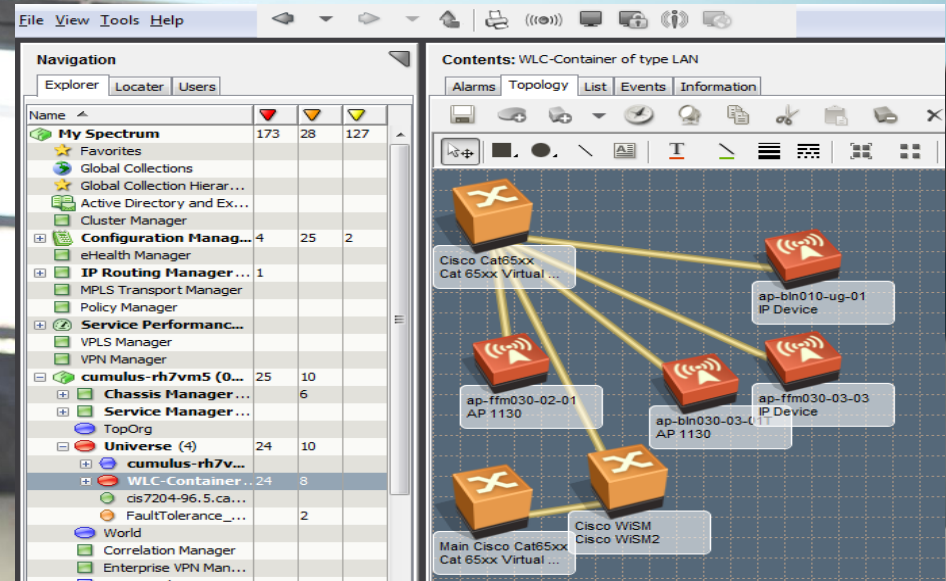 File View Tools Help
Navigation
Explorer Locater Users
Name
My Spectrum 173 28 127
Favorites
Global Collections
Global Collection Hierar...
Active Directory and Ex...
Cluster Manager
Configuration Manag... 4 25 2
eHealth Manager
IP Routing Manager... 1
MPLS Transport Manager
Policy Manager
Service Performanc...
VPLS Manager
VPN Manager
cumulus-rh7vm5 (0... 25 10
Chassis Manager... 6
Service Manager...
TopOrg
Universe (4) 24 10
cumulus-rh7v...
WLC-Container... 24 8
cis7204-96.5.ca...
FaultTolerance_... 2
World
Correlation Manager
Enterprise VPN Man...
Contents: WLC-Container of type LAN
Alarms Topology List Events Information
Cisco Cat65xx
Cat 65xx Virtual ...
ap-bln010-ug-01
IP Device
ap-ffm030-02-01
AP 1130
ap-bln030-03-01T
AP 1130
ap-ffm030-03-03
IP Device
Cisco WiSM
Cisco WiSM2
Main Cisco Cat65xx
Cat 65xx Virtual ...